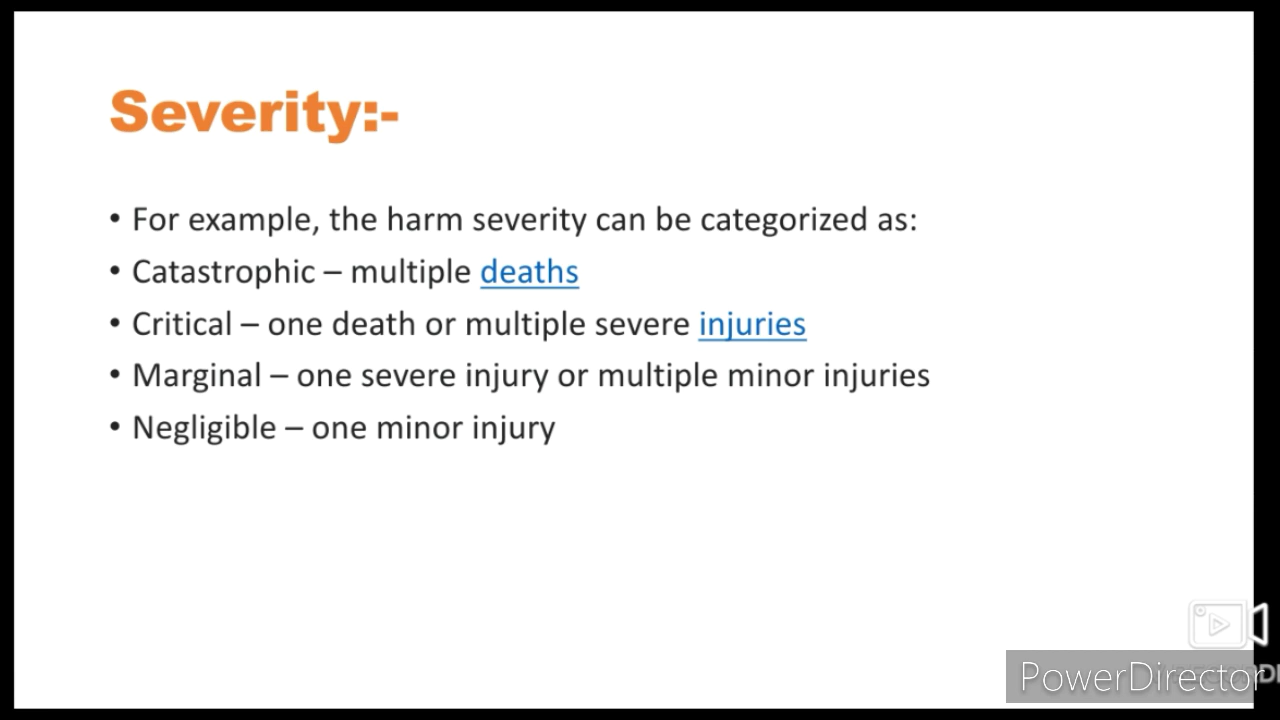 Severity:-
• For example, the harm severity can be categorized as:
• Catastrophic – multiple deaths
• Critical – one death or multiple severe injuries
• Marginal – one severe injury or multiple minor injuries
• Negligible – one minor injury
PowerDirector